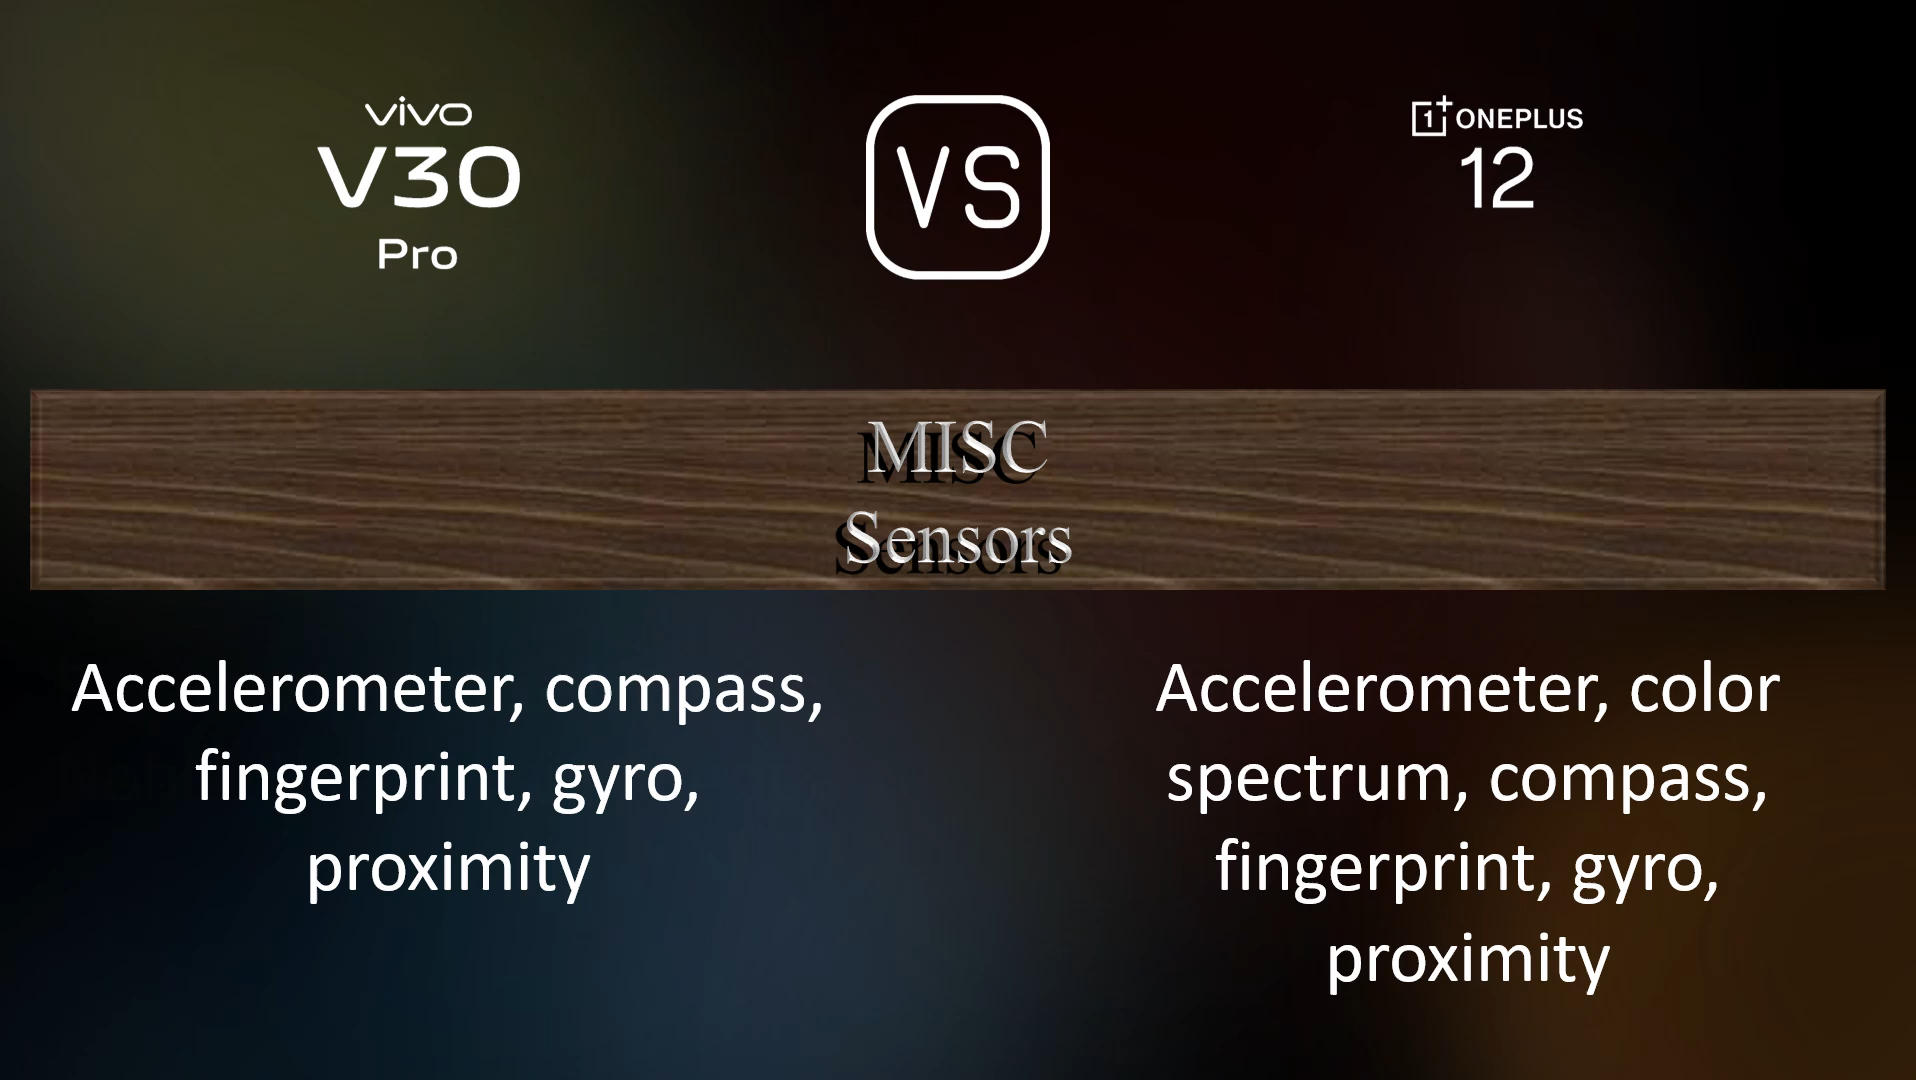 vivo
V30
Pro
VS
1+ ONEPLUS
12
MISC
Sensors
Accelerometer, compass,
fingerprint, gyro,
proximity
Accelerometer, color
spectrum, compass,
fingerprint, gyro,
proximity